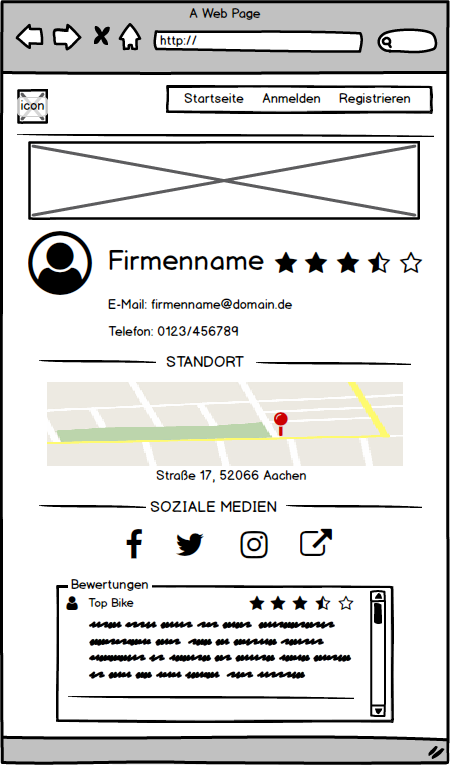 A Web Page
http://
icon
Startseite Anmelden Registrieren
Firmenname
E-Mail: firmenname@domain.de
Telefon: 0123/456789
STANDORT
Straße 17, 52066 Aachen
SOZIALE MEDIEN
Bewertungen
Top Bike